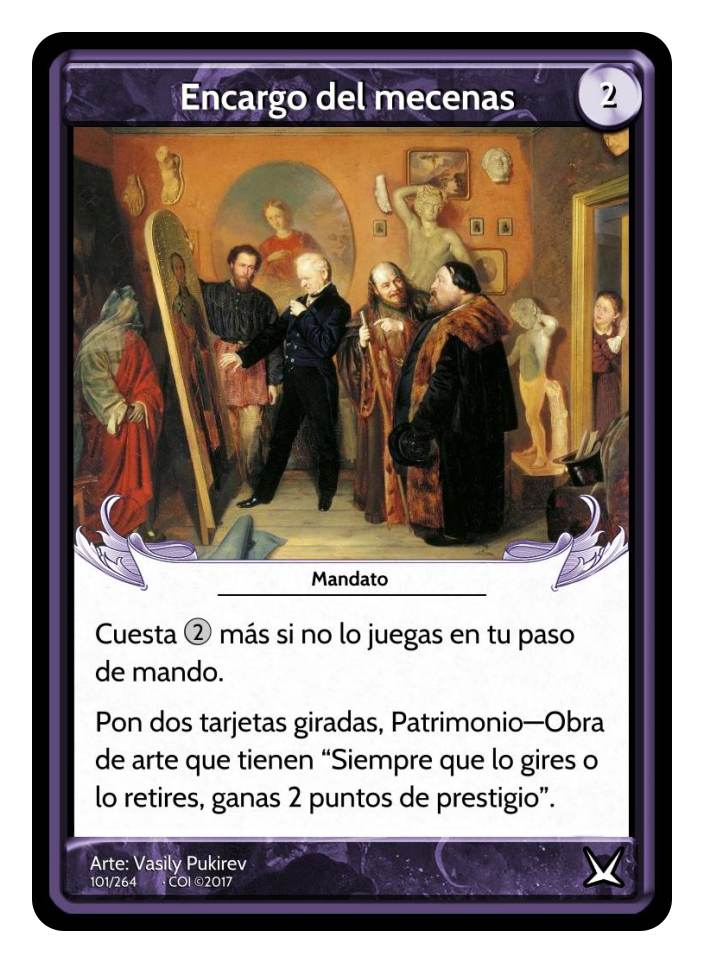 Encargo del mecenas
2
Mandato
Cuesta 2 más si no lo juegas en tu paso
de mando.
Pon dos tarjetas giradas, Patrimonio—Obra
de arte que tienen “Siempre que lo gires o
lo retires, ganas 2 puntos de prestigio”.
Arte: Vasily Pukirev
101/264 · COI ©2017